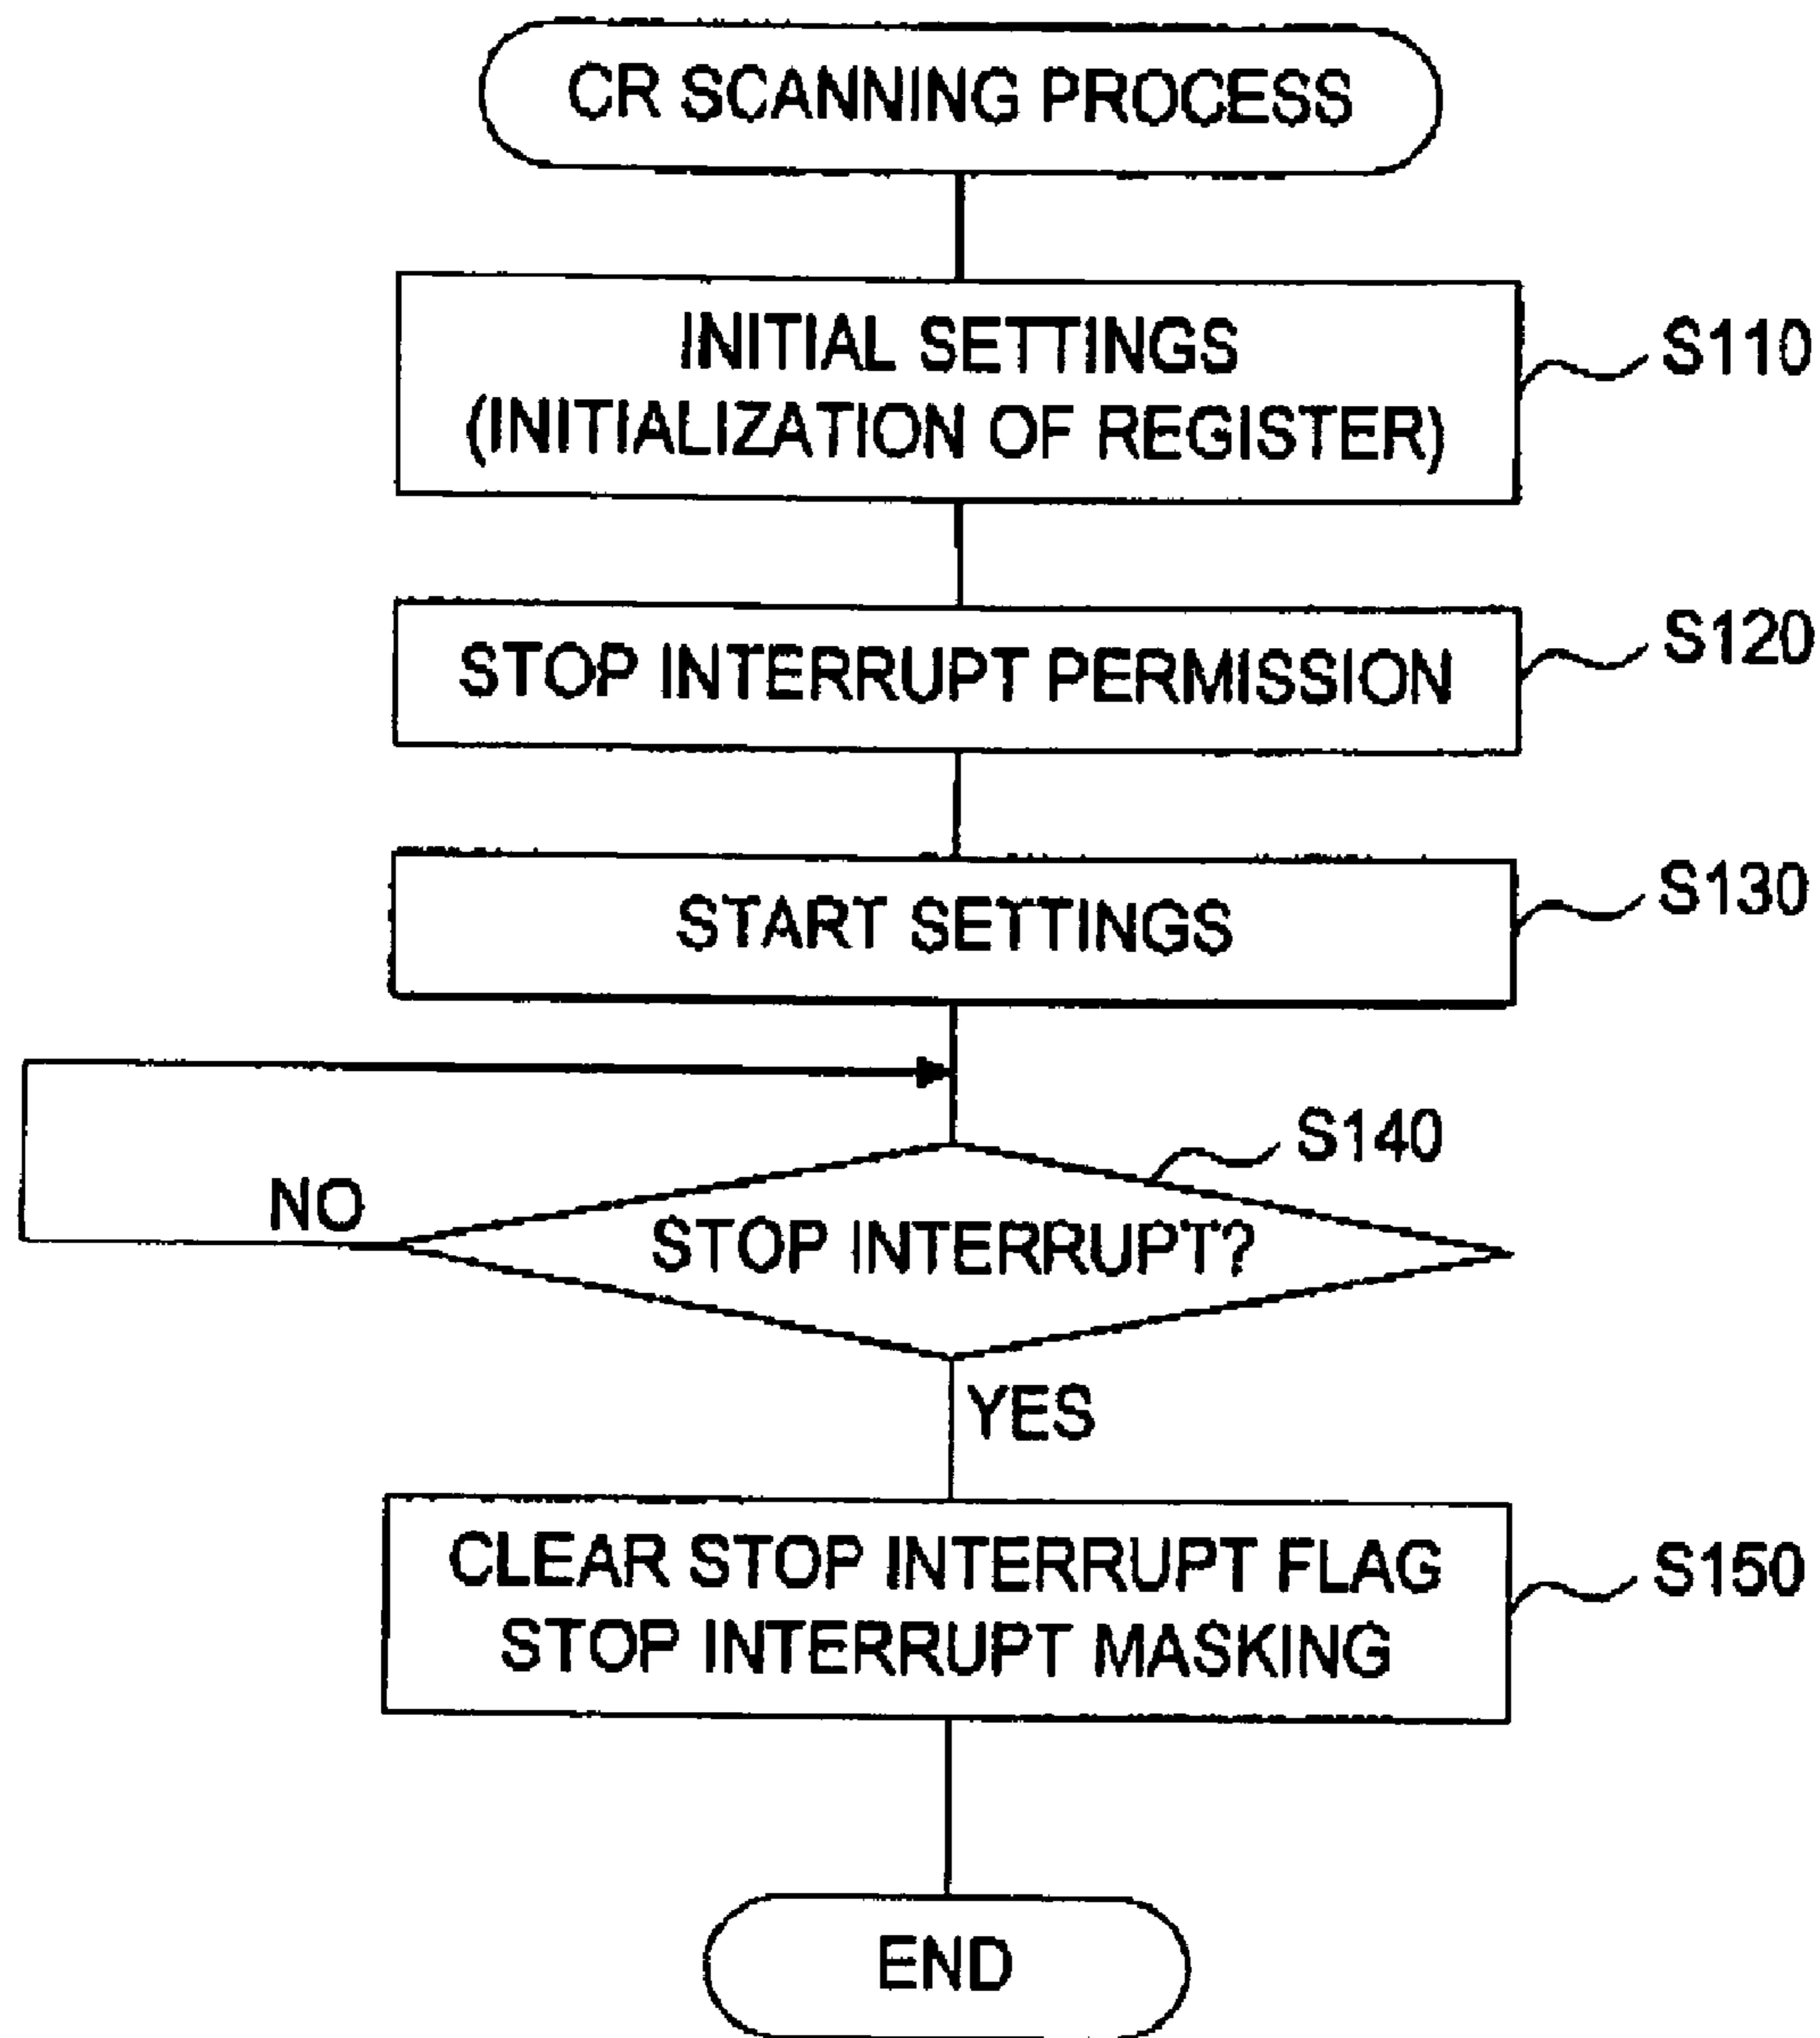 CR SCANNING PROCESS
INITIAL SETTINGS
(INITIALIZATION OF REGISTER)
S110
STOP INTERRUPT PERMISSION
S120
START SETTINGS
S130
S140
NO
STOP INTERRUPT?
YES
CLEAR STOP INTERRUPT FLAG
STOP INTERRUPT MASKING
S150
END